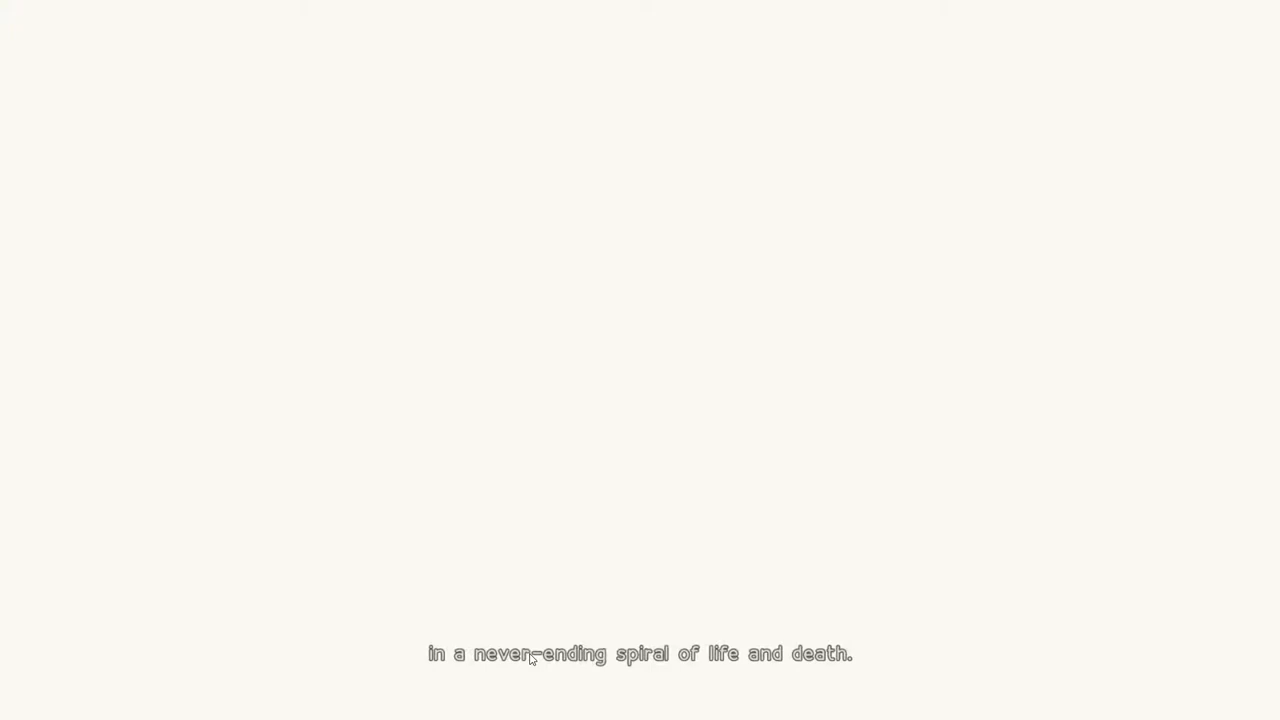 in a never-ending spiral of life and death.